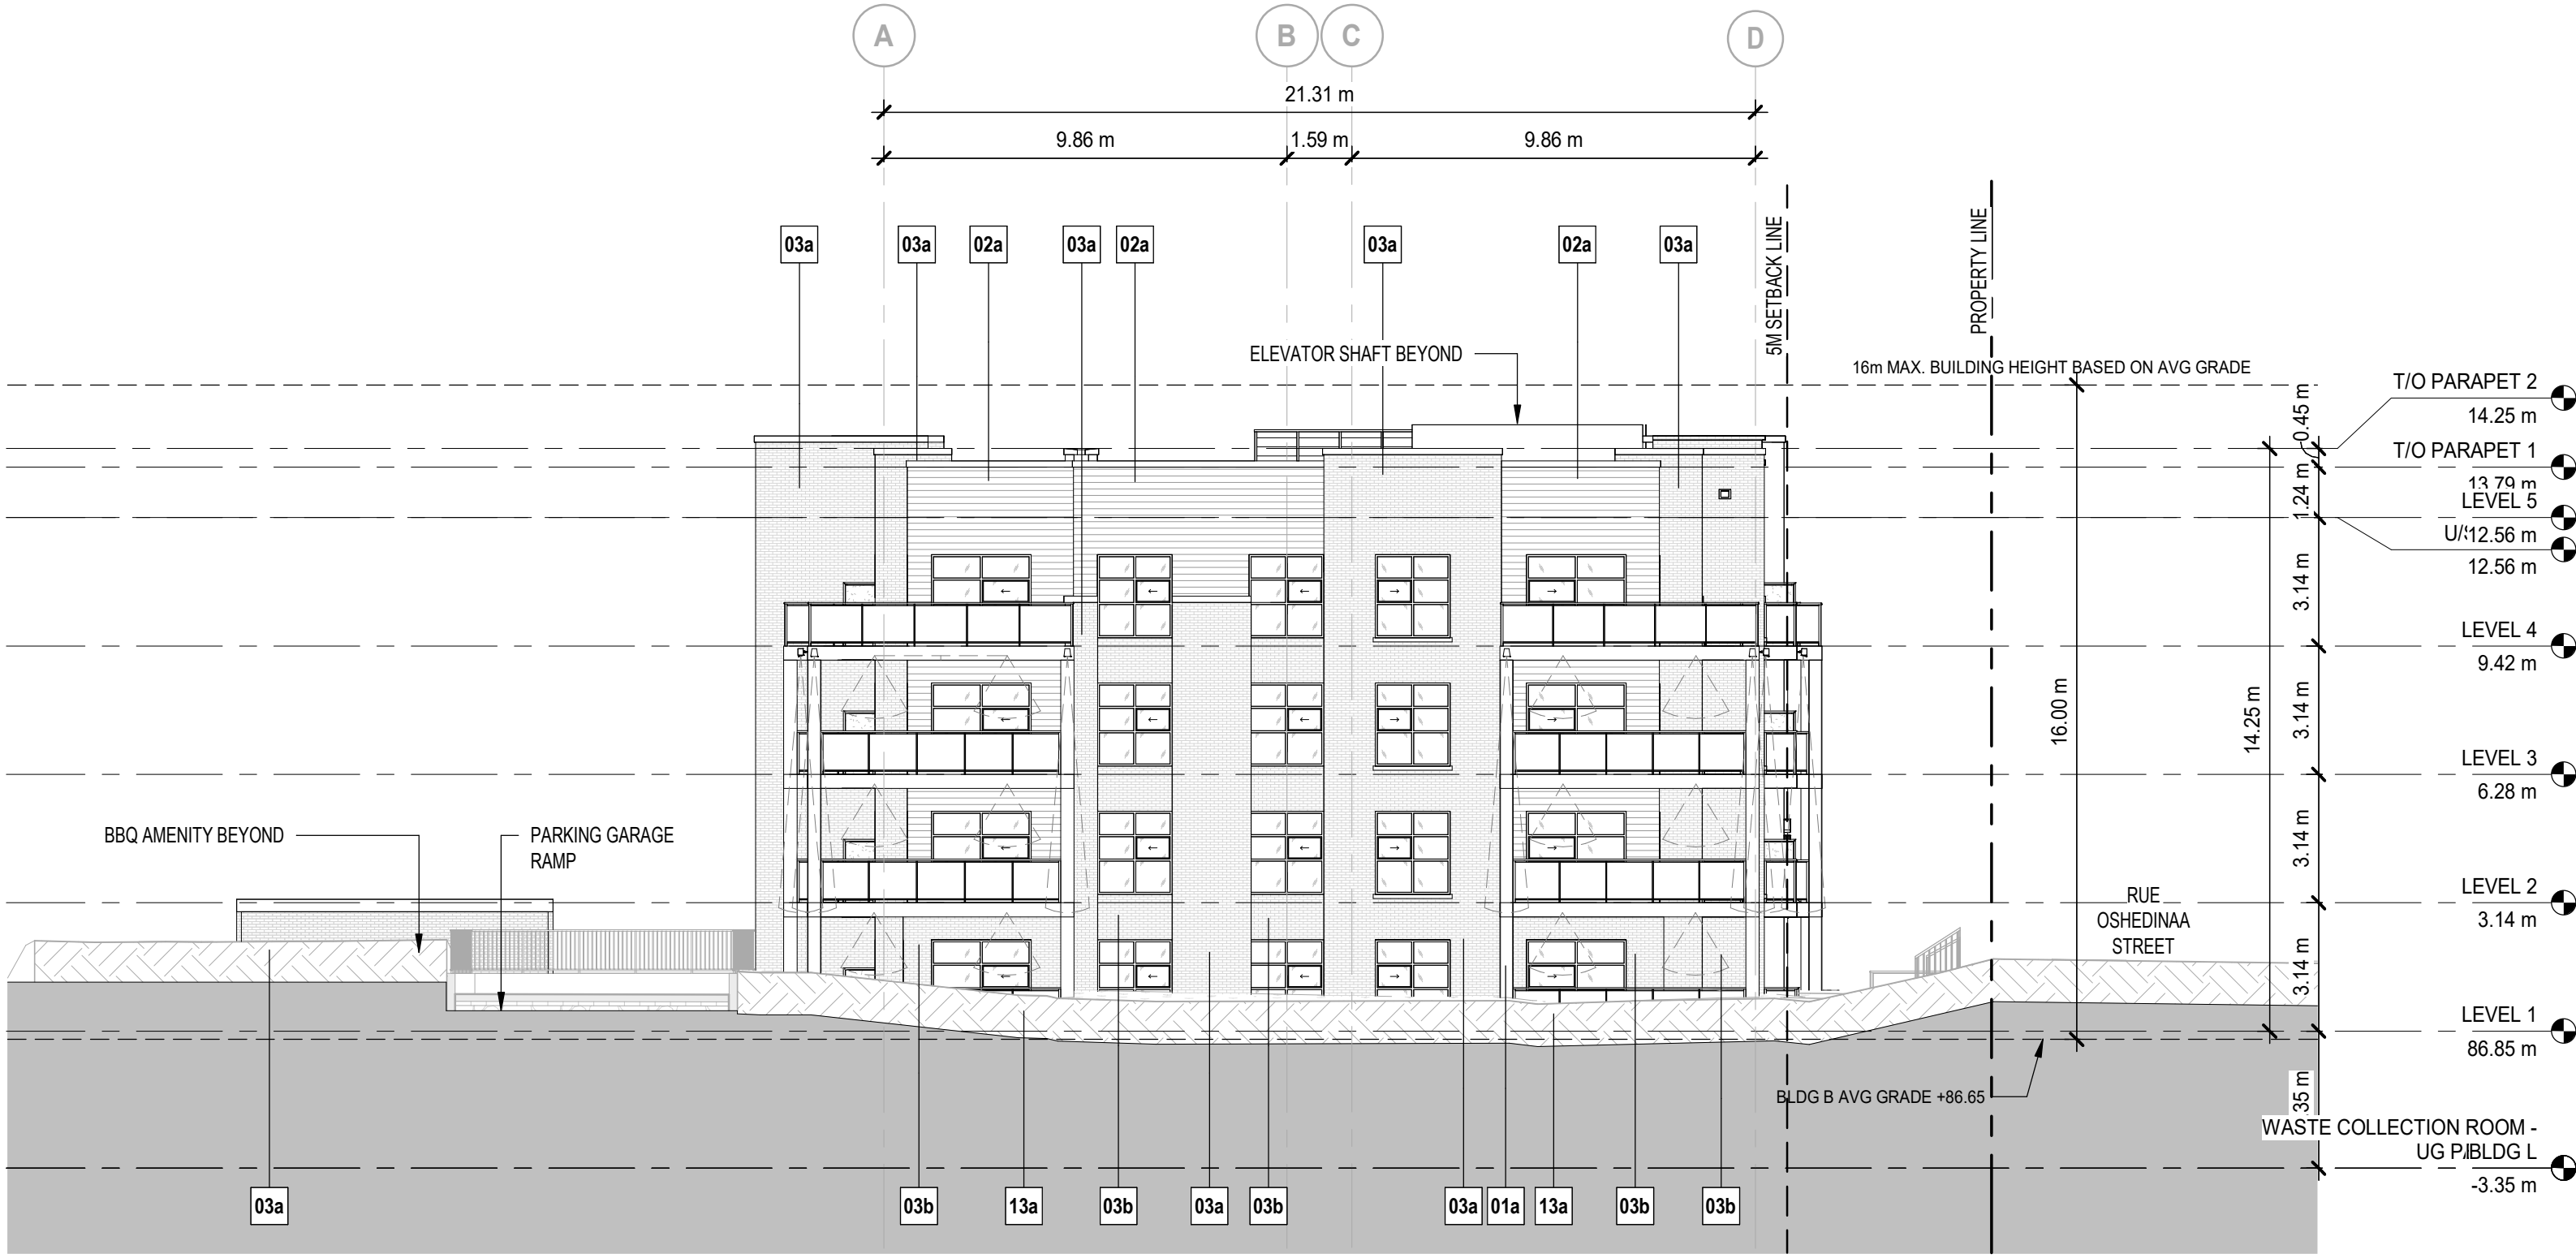 A
B
C
D
21.31 m
9.86 m
1.59 m
9.86 m
03a
03a
02a
03a
02a
03a
02a
03a
5M SETBACK LINE
PROPERTY LINE
ELEVATOR SHAFT BEYOND
16m MAX. BUILDING HEIGHT BASED ON AVG GRADE
T/O PARAPET 2
14.25 m
0.45 m
T/O PARAPET 1
13.79 m
1.24 m
LEVEL 5
12.56 m
12.56 m
3.14 m
LEVEL 4
9.42 m
16.00 m
14.25 m
3.14 m
LEVEL 3
6.28 m
BBQ AMENITY BEYOND
PARKING GARAGE
RAMP
3.14 m
LEVEL 2
3.14 m
RUE
OSHEDINAA
STREET
3.14 m
LEVEL 1
86.85 m
BLDG B AVG GRADE +86.65
.35 m
WASTE COLLECTION ROOM -
BLDG L
-3.35 m
03a
03b
13a
03b
03a
03b
03a
01a
13a
03b
03b